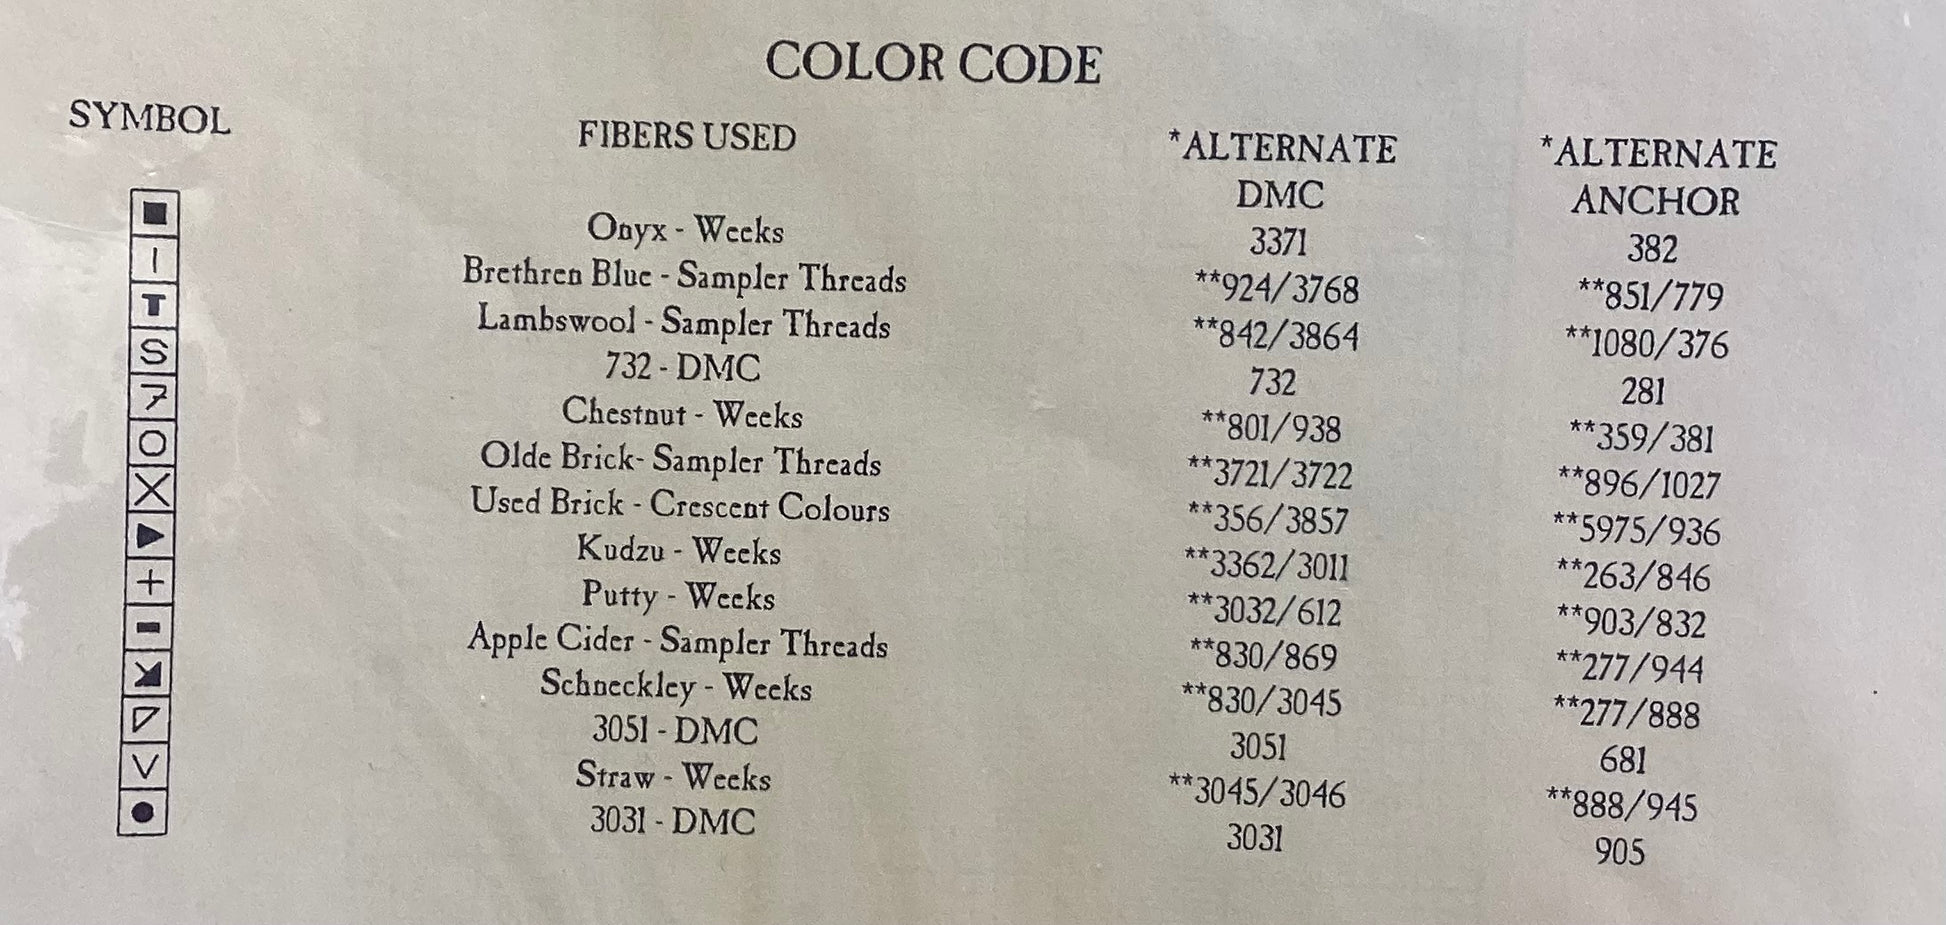 COLOR CODE
SYMBOL FIBERS USED *ALTERNATE DMC *ALTERNATE ANCHOR
■ Onyx - Weeks 3371 382
| Brethren Blue - Sampler Threads **924/3768 **851/779
T Lambswool - Sampler Threads **842/3864 **1080/376
S 732 - DMC 732 281
7 Chestnut - Weeks **801/938 **359/381
O Olde Brick- Sampler Threads **3721/3722 **896/1027
X Used Brick - Crescent Colours **356/3857 **5975/936
▶ Kudzu - Weeks **3362/3011 **263/846
+ Putty - Weeks **3032/612 **903/832
▬ Apple Cider - Sampler Threads **830/869 **277/944
Schneckley - Weeks **830/3045 **277/888
3051 - DMC 3051 681
V Straw - Weeks **3045/3046 **888/945
● 3031 - DMC 3031 905